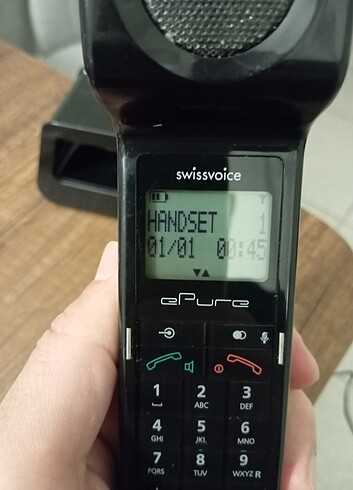 swissvoice
HANDSET 1
01/01 00:45
ePure
1 2 3
ABC DEF
4 5 6
GHI JKL MNO
7 8 9
PQRS TUV WXYZ R